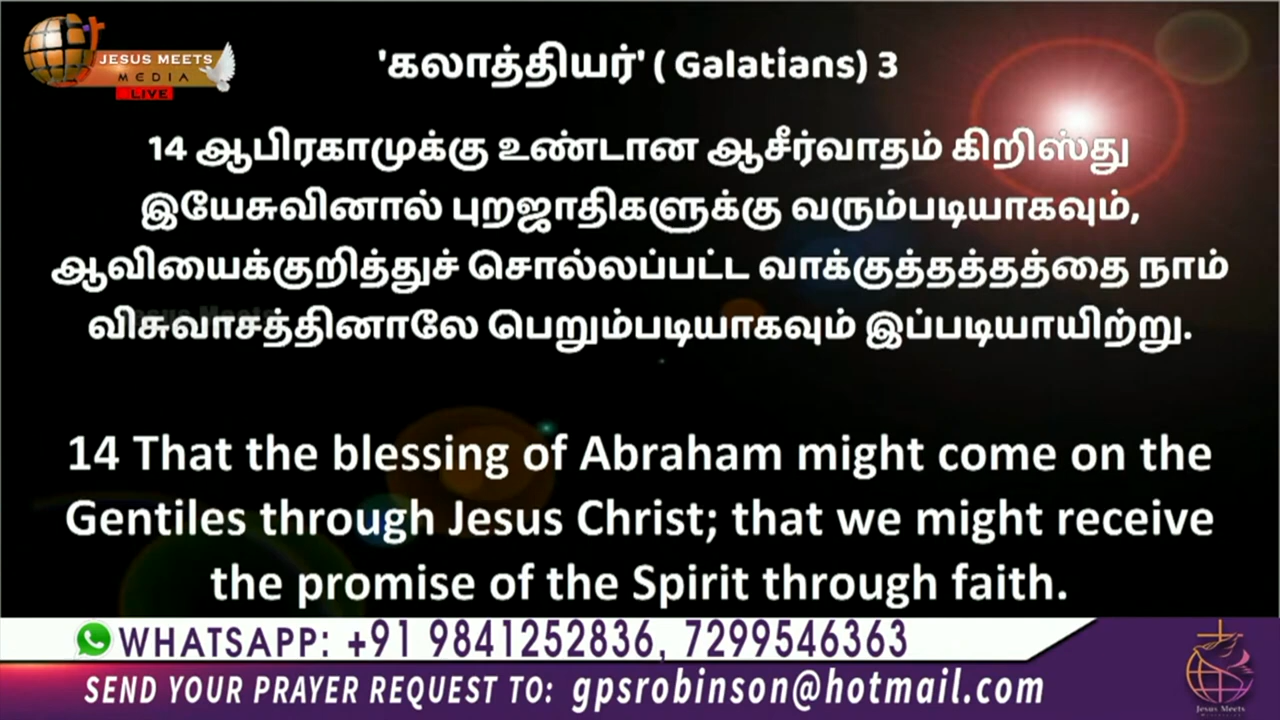 JESUS MEETS
MEDIA
LIVE
'கலாத்தியர்' ( Galatians) 3
14 ஆபிரகாமுக்கு உண்டான ஆசீர்வாதம் கிறிஸ்து
இயேசுவினால் புறஜாதிகளுக்கு வரும்படியாகவும்,
ஆவியைக்குறித்துச் சொல்லப்பட்ட வாக்குத்தத்தத்தை நாம்
விசுவாசத்தினாலே பெறும்படியாகவும் இப்படியாயிற்று.
14 That the blessing of Abraham might come on the
Gentiles through Jesus Christ; that we might receive
the promise of the Spirit through faith.
WHATSAPP: +91 9841252836, 7299546363
SEND YOUR PRAYER REQUEST TO: gpsrobinson@hotmail.com
Jesus Meets